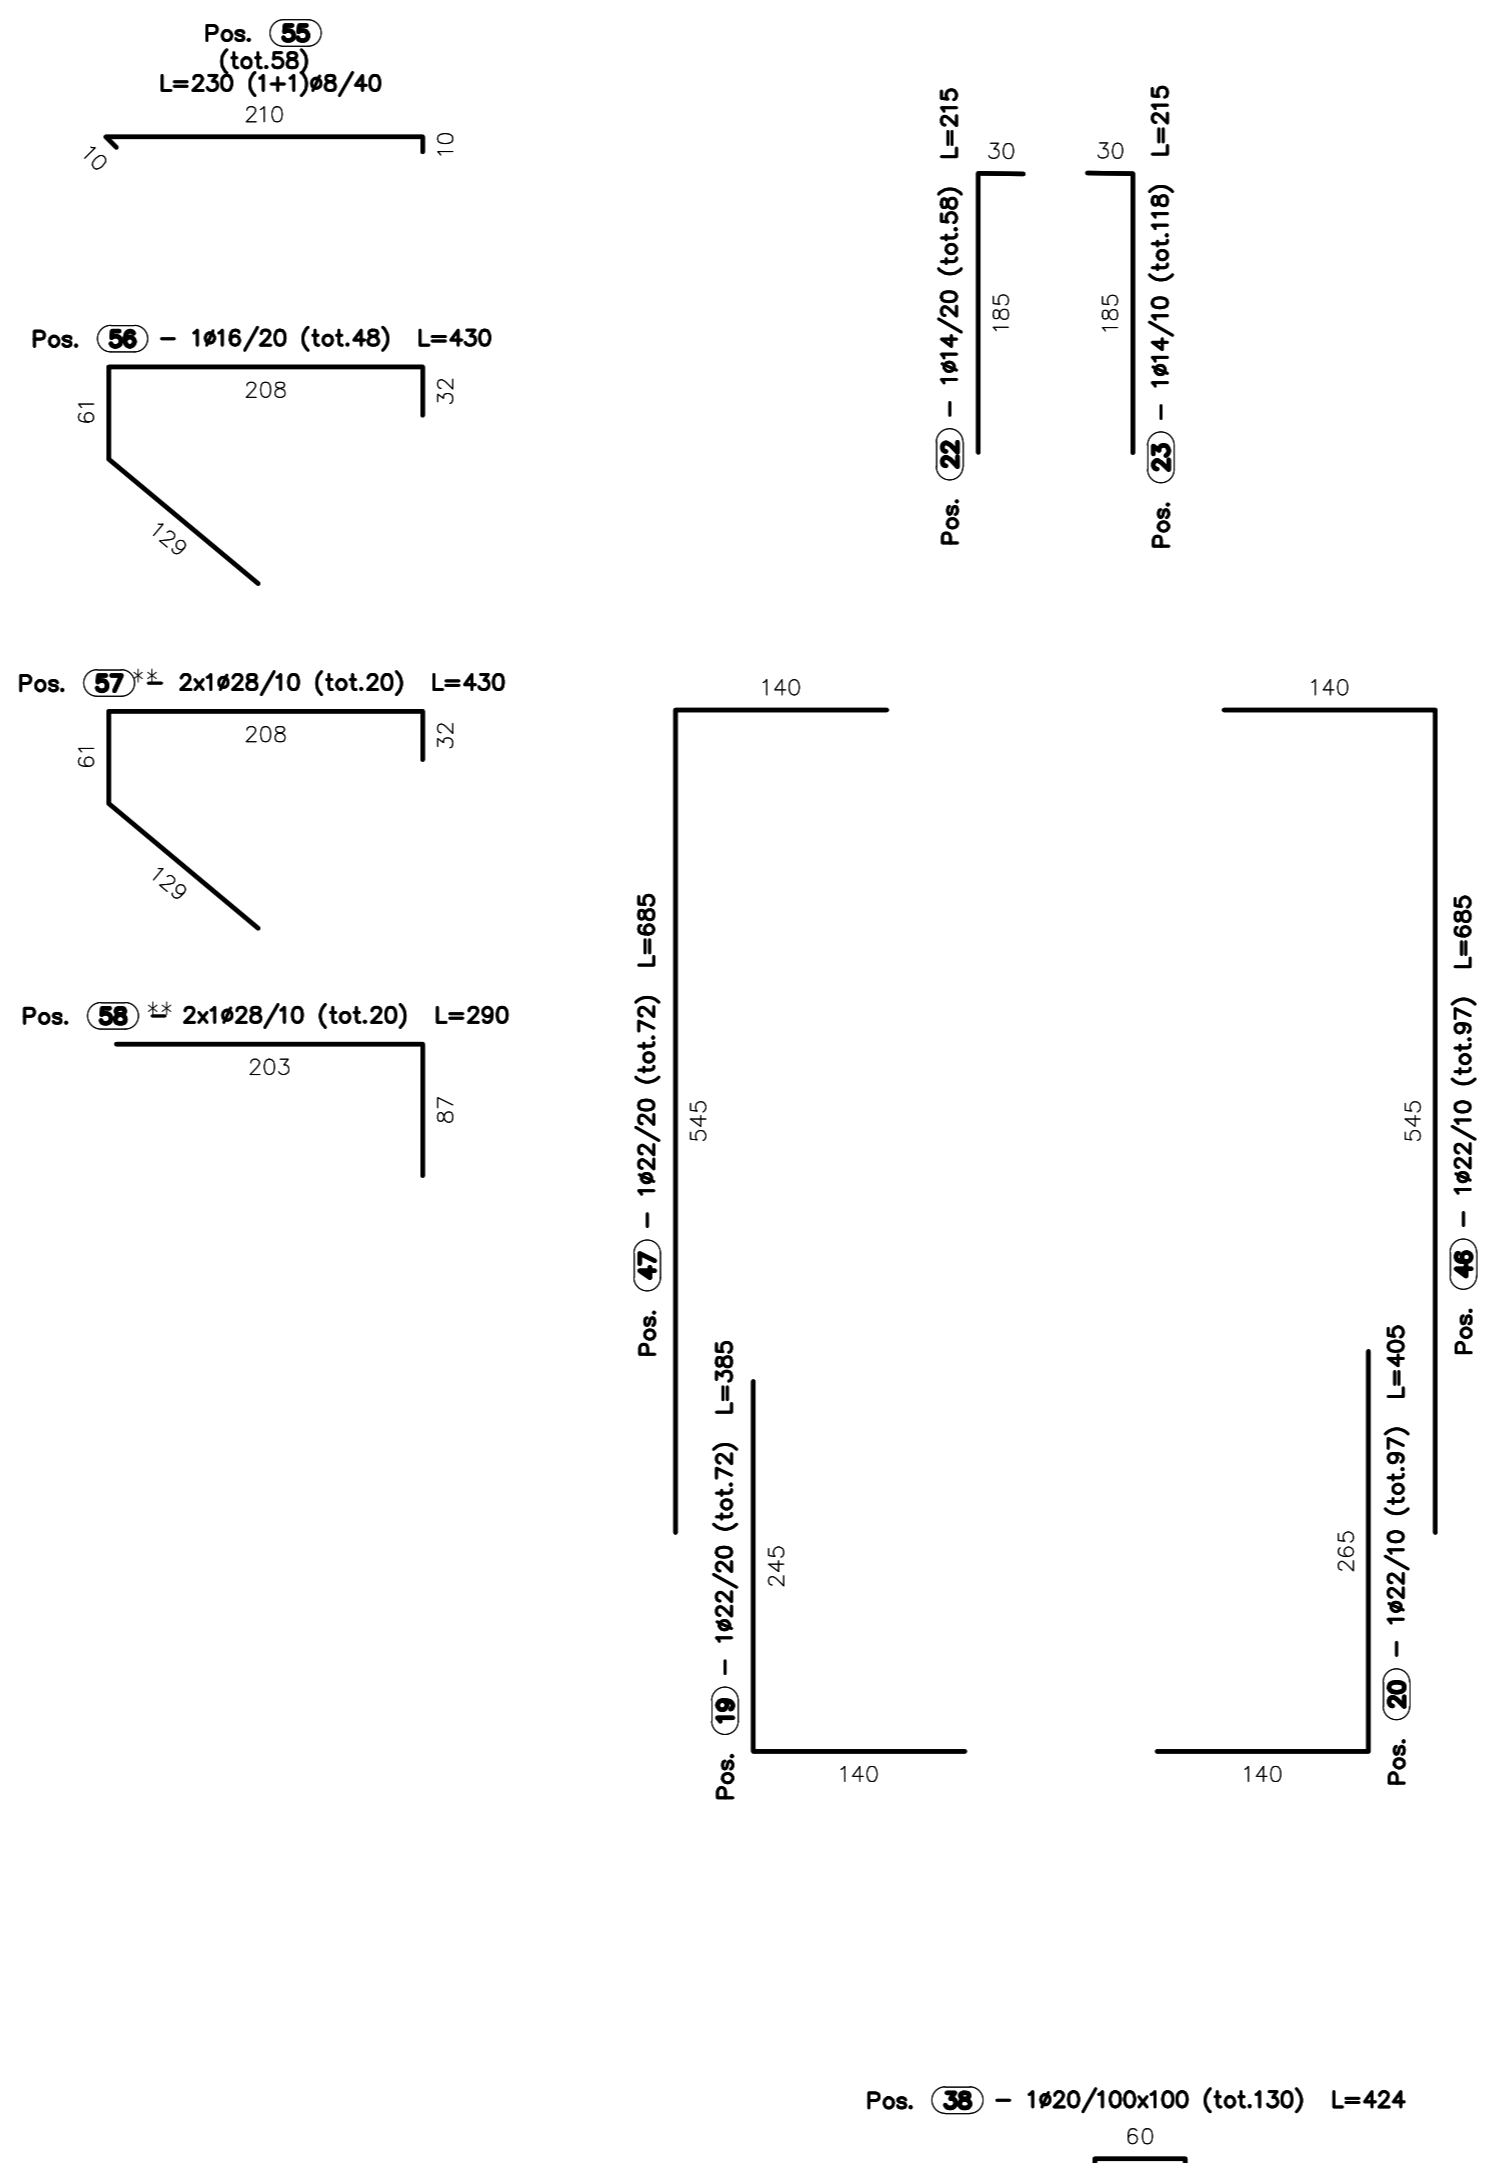 Pos. 55
(tot.58)
L=230 (1+1)ø8/40
210
10
10
Pos. 56 - 1ø16/20 (tot.48) L=430
208
61
32
129
Pos. 57** - 2x1ø28/10 (tot.20) L=430
208
61
32
129
Pos. 58 ** - 2x1ø28/10 (tot.20) L=290
203
87
Pos. 22 - 1ø14/20 (tot.58) L=215
30
185
30
185
Pos. 23 - 1ø14/10 (tot.118) L=215
140
Pos. 47 - 1ø22/20 (tot.72) L=685
545
140
545
Pos. 46 - 1ø22/10 (tot.97) L=685
Pos. 19 - 1ø22/20 (tot.72) L=385
245
140
265
Pos. 20 - 1ø22/10 (tot.97) L=405
140
Pos. 38 - 1ø20/100x100 (tot.130) L=424
60